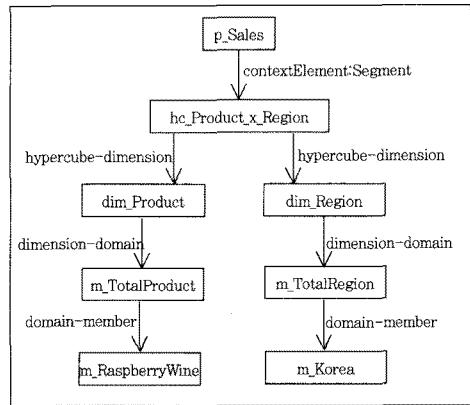 p_Sales
contextElement:Segment
hc_Product_x_Region
hypercube-dimension hypercube-dimension
dim_Product dim_Region
dimension-domain dimension-domain
m_TotalProduct m_TotalRegion
domain-member domain-member
m_RaspberryWine m_Korea